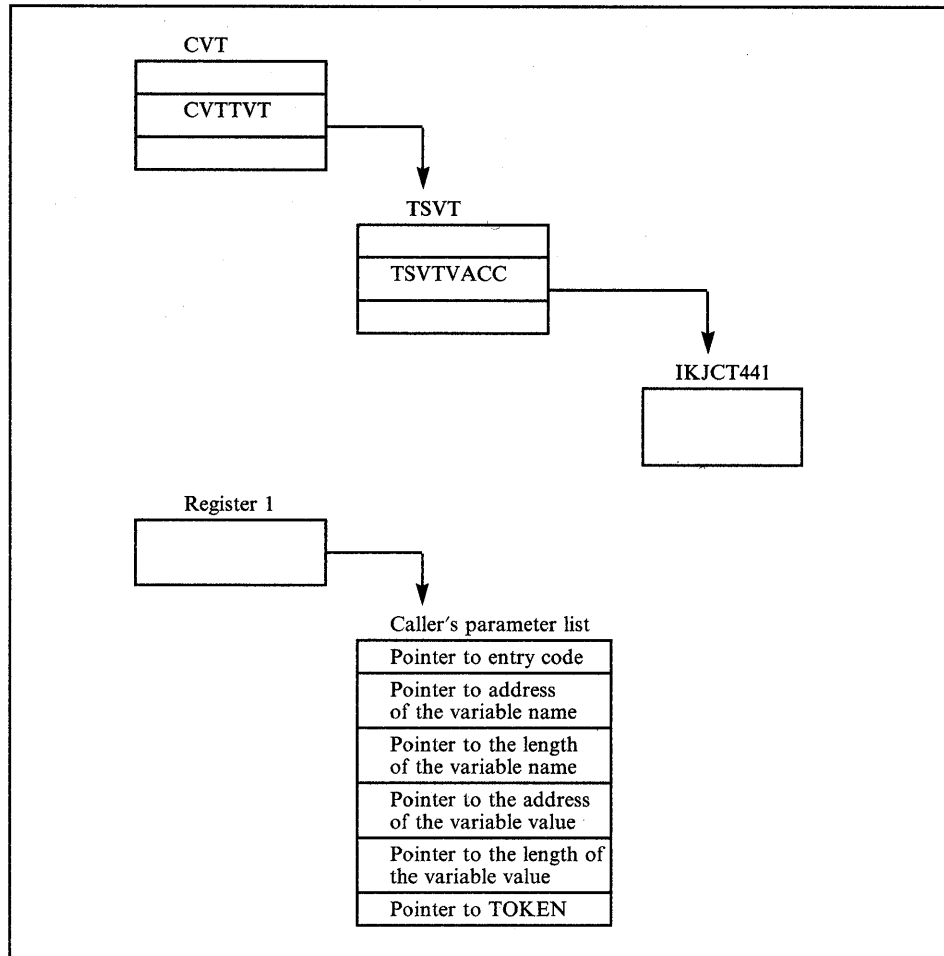 CVT
CVTTVT
TSVT
TSVTVACC
IKJCT441
Register 1
Caller's parameter list
Pointer to entry code
Pointer to address
of the variable name
Pointer to the length
of the variable name
Pointer to the address
of the variable value
Pointer to the length of
the variable value
Pointer to TOKEN